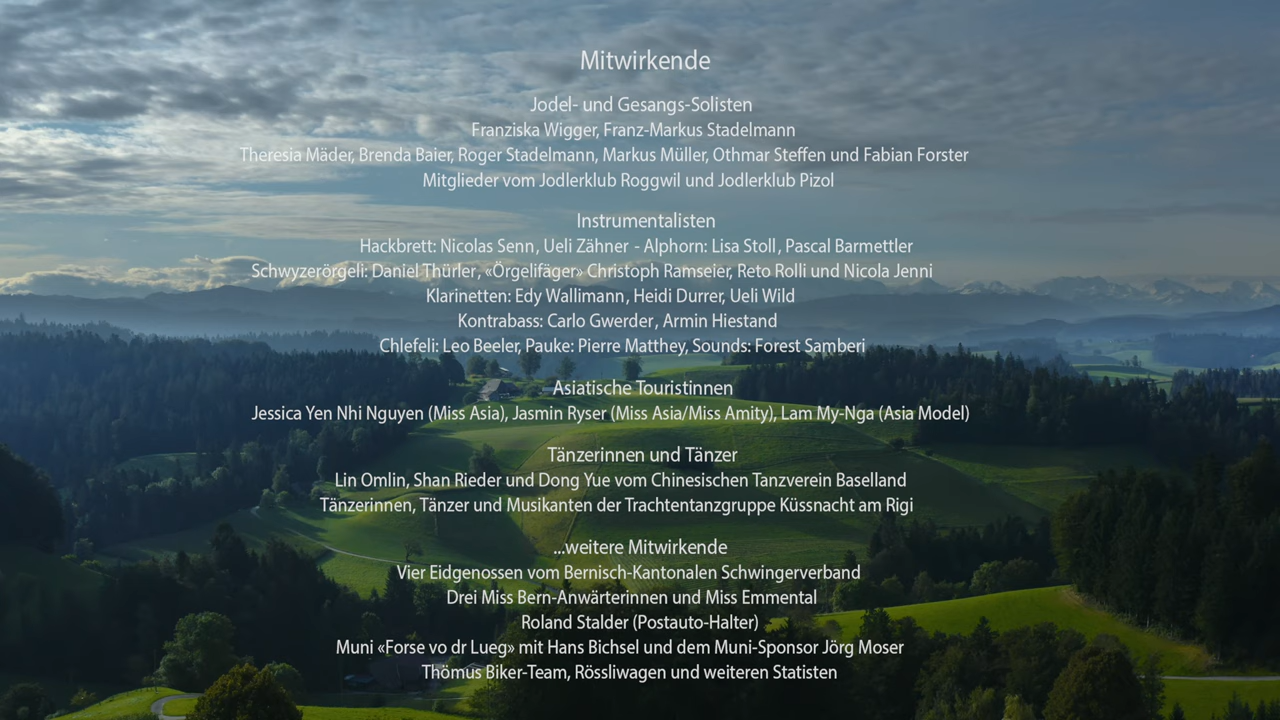 Mitwirkende
Jodel- und Gesangs-Solisten
Franziska Wigger, Franz-Markus Stadelmann
Theresia Mäder, Brenda Baier, Roger Stadelmann, Markus Müller, Othmar Steffen und Fabian Forster
Mitglieder vom Jodlerklub Roggwil und Jodlerklub Pizol
Instrumentalisten
Hackbrett: Nicolas Senn, Ueli Zähner - Alphorn: Lisa Stoll, Pascal Barmettler
Schwyzerörgeli: Daniel Thürler, «Örgelifäger» Christoph Ramseier, Reto Rolli und Nicola Jenni
Klarinetten: Edy Wallimann, Heidi Durrer, Ueli Wild
Kontrabass: Carlo Gwerder, Armin Hiestand
Chlefeli: Leo Beeler, Pauke: Pierre Matthey, Sounds: Forest Samberi
Asiatische Touristinnen
Jessica Yen Nhi Nguyen (Miss Asia), Jasmin Ryser (Miss Asia/Miss Amity), Lam My-Nga (Asia Model)
Tänzerinnen und Tänzer
Lin Omlin, Shan Rieder und Dong Yue vom Chinesischen Tanzverein Baselland
Tänzerinnen, Tänzer und Musikanten der Trachtentanzgruppe Küssnacht am Rigi
...weitere Mitwirkende
Vier Eidgenossen vom Bernisch-Kantonalen Schwingerverband
Drei Miss Bern-Anwärterinnen und Miss Emmental
Roland Stalder (Postauto-Halter)
Muni «Forse vo dr Lueg» mit Hans Bichsel und dem Muni-Sponsor Jörg Moser
Thömus Biker-Team, Rössliwagen und weiteren Statisten